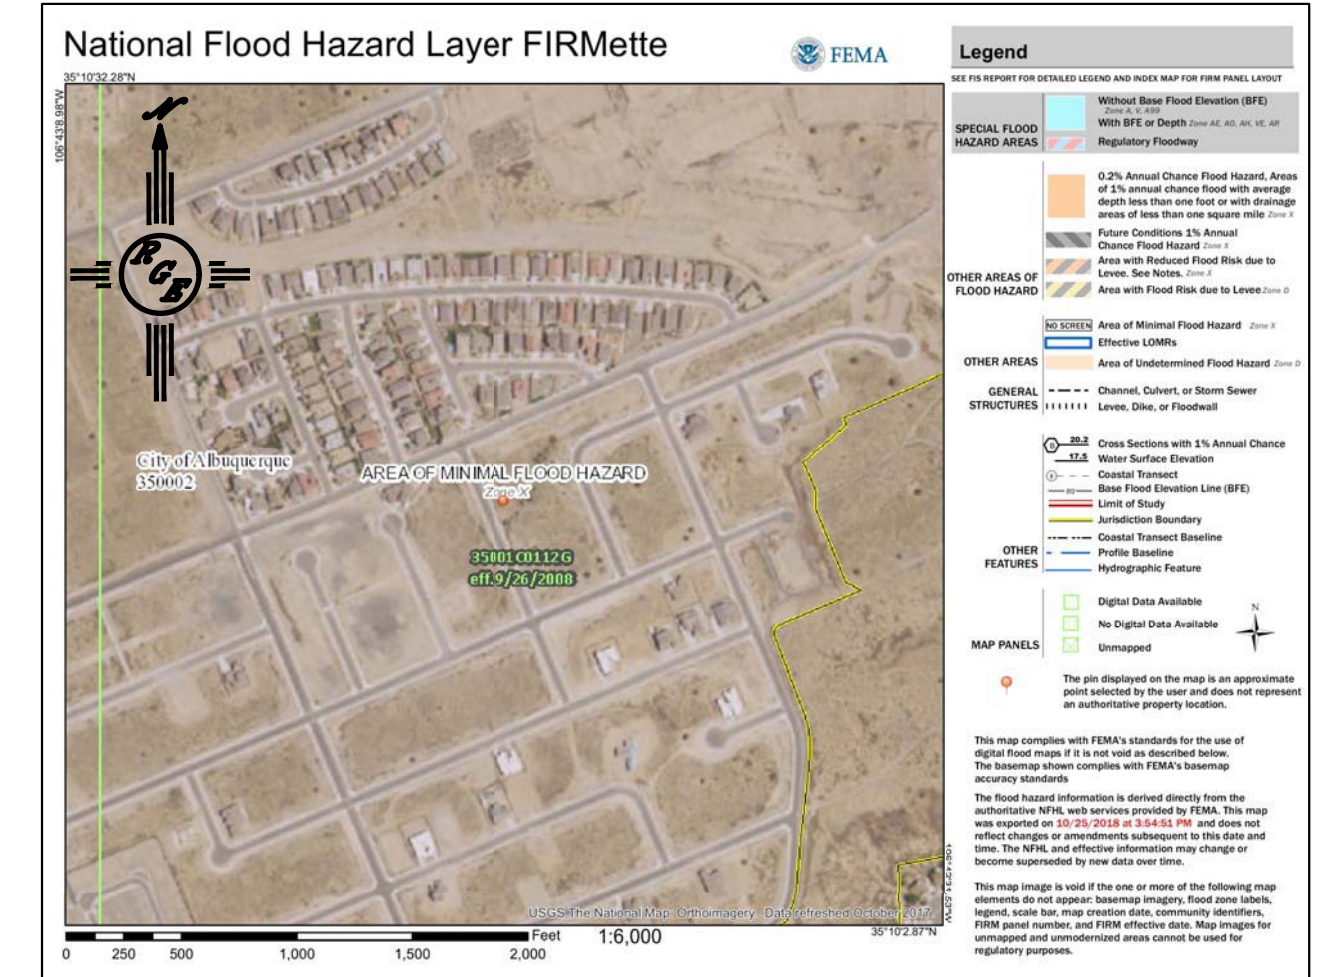 National Flood Hazard Layer FIRMette
FEMA
35°10'32.28"N
106°43'8.98"W
N
RGE
City of Albuquerque
350002
AREA OF MINIMAL FLOOD HAZARD
Zone X
35001C0112G
eff.9/26/2008
USGS The National Map: Orthoimagery. Data refreshed October 2017.
35°10'2.87"N
Feet
1:6,000
0
250
500
1,000
1,500
2,000
Legend
SEE FIS REPORT FOR DETAILED LEGEND AND INDEX MAP FOR FIRM PANEL LAYOUT
SPECIAL FLOOD
HAZARD AREAS
Without Base Flood Elevation (BFE)
Zone A, V, A99
With BFE or Depth Zone AE, AO, AH, VE, AR
Regulatory Floodway
OTHER AREAS OF
FLOOD HAZARD
0.2% Annual Chance Flood Hazard, Areas
of 1% annual chance flood with average
depth less than one foot or with drainage
areas of less than one square mile Zone X
Future Conditions 1% Annual
Chance Flood Hazard Zone X
Area with Reduced Flood Risk due to
Levee. See Notes. Zone X
Area with Flood Risk due to Levee Zone D
OTHER AREAS
NO SCREEN Area of Minimal Flood Hazard Zone X
Effective LOMRs
Area of Undetermined Flood Hazard Zone D
GENERAL
STRUCTURES
Channel, Culvert, or Storm Sewer
Levee, Dike, or Floodwall
OTHER
FEATURES
20.2 Cross Sections with 1% Annual Chance
17.5 Water Surface Elevation
Coastal Transect
Base Flood Elevation Line (BFE)
Limit of Study
Jurisdiction Boundary
Coastal Transect Baseline
Profile Baseline
Hydrographic Feature
MAP PANELS
Digital Data Available
No Digital Data Available
Unmapped
N
The pin displayed on the map is an approximate
point selected by the user and does not represent
an authoritative property location.
This map complies with FEMA's standards for the use of
digital flood maps if it is not void as described below.
The basemap shown complies with FEMA's basemap
accuracy standards
The flood hazard information is derived directly from the
authoritative NFHL web services provided by FEMA. This map
was exported on 10/25/2018 at 3:54:51 PM and does not
reflect changes or amendments subsequent to this date and
time. The NFHL and effective information may change or
become superseded by new data over time.
This map image is void if the one or more of the following map
elements do not appear: basemap imagery, flood zone labels,
legend, scale bar, map creation date, community identifiers,
FIRM panel number, and FIRM effective date. Map images for
unmapped and unmodernized areas cannot be used for
regulatory purposes.